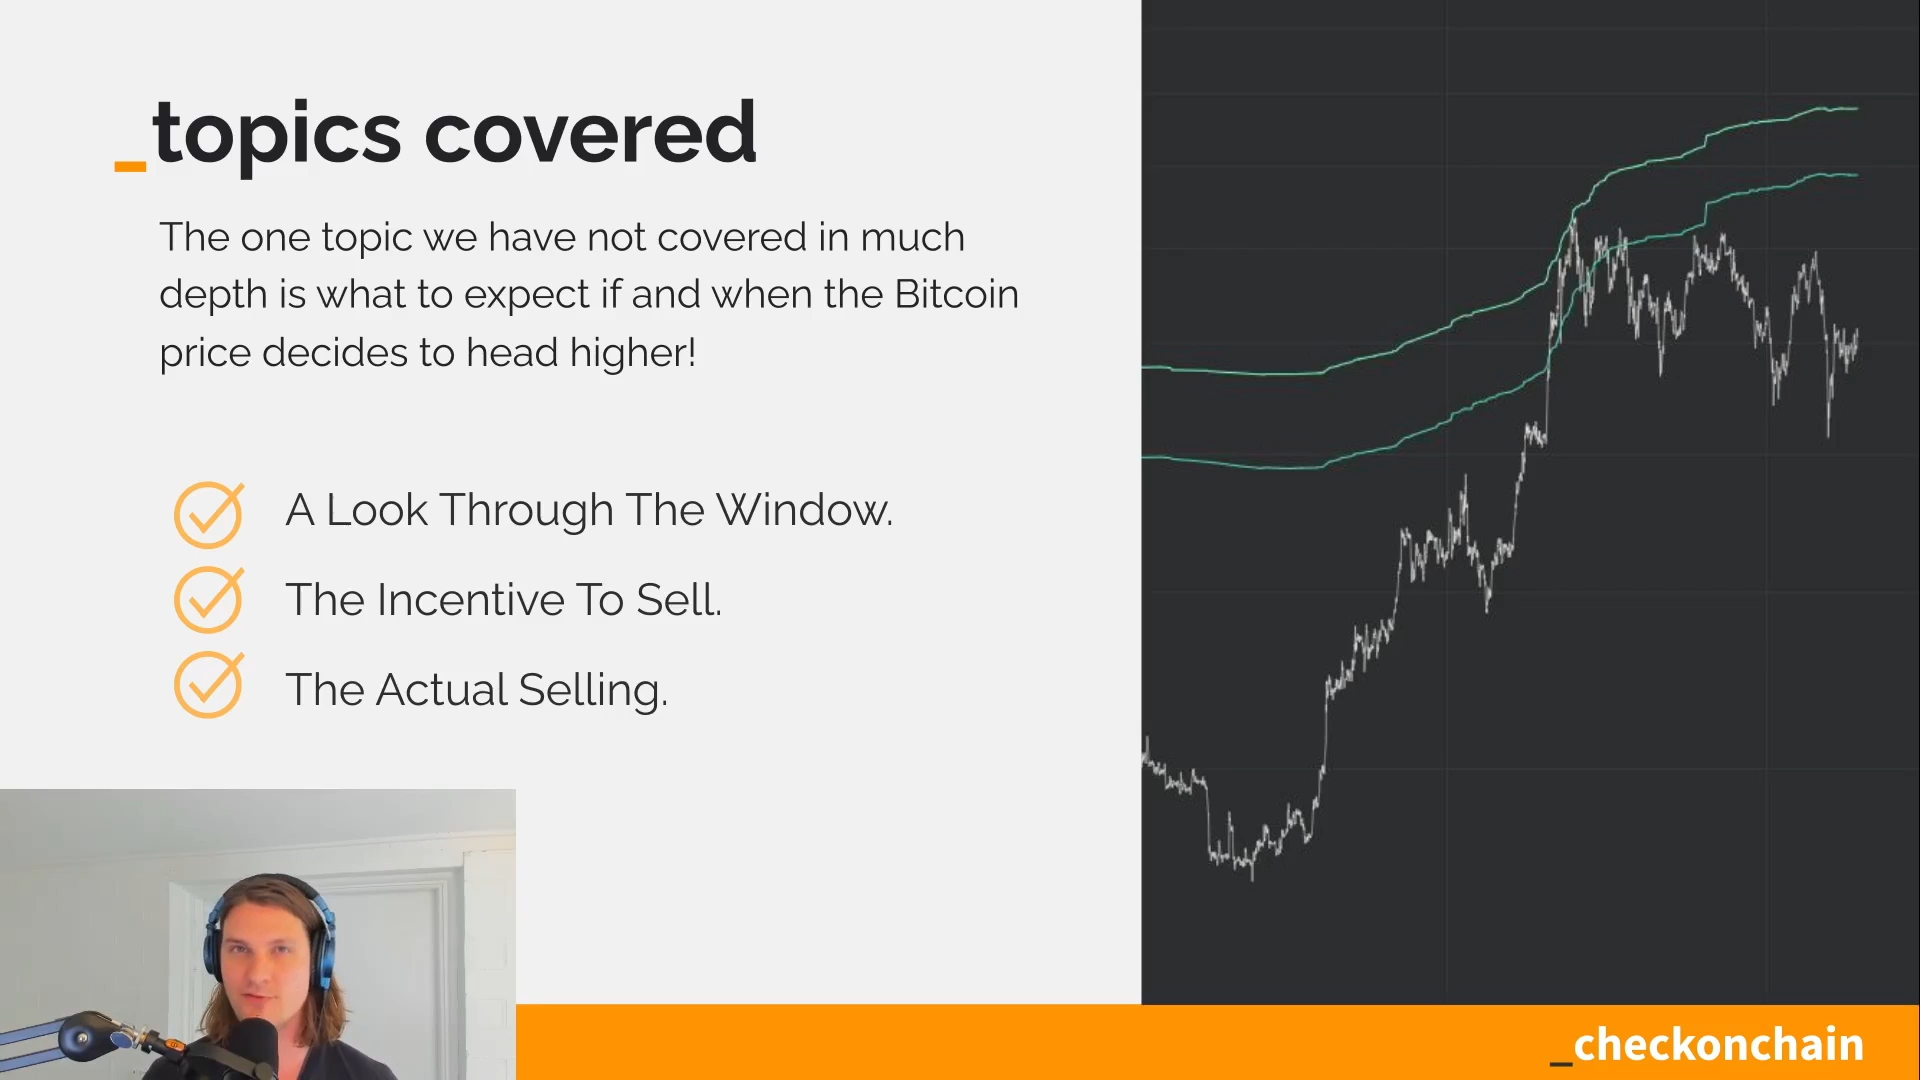 _topics covered
The one topic we have not covered in much
depth is what to expect if and when the Bitcoin
price decides to head higher!
A Look Through The Window.
The Incentive To Sell.
The Actual Selling.
_checkonchain